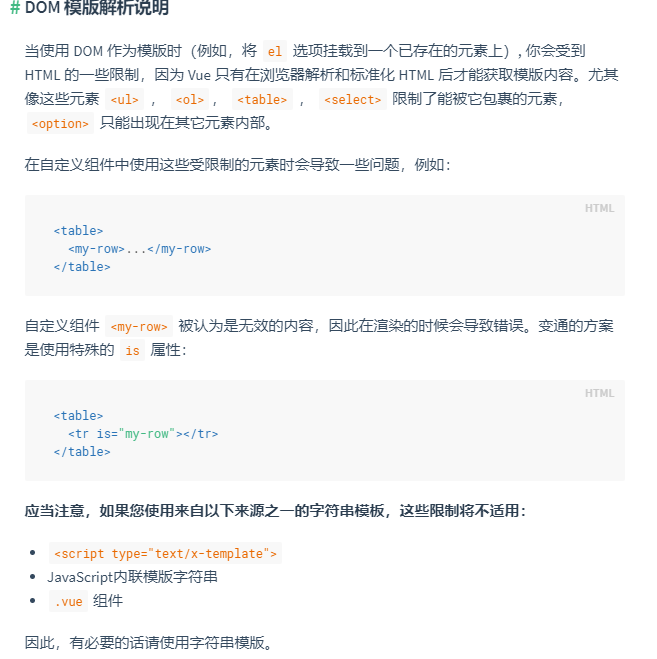 # DOM 模版解析说明
当使用 DOM 作为模版时（例如，将 el 选项挂载到一个已存在的元素上）, 你会受到
HTML 的一些限制，因为 Vue 只有在浏览器解析和标准化 HTML 后才能获取模版内容。尤其
像这些元素 <ul> ， <ol> ， <table> ， <select> 限制了能被它包裹的元素，
<option> 只能出现在其它元素内部。
在自定义组件中使用这些受限制的元素时会导致一些问题，例如：
HTML
<table>
  <my-row>...</my-row>
</table>
自定义组件 <my-row> 被认为是无效的内容，因此在渲染的时候会导致错误。变通的方案
是使用特殊的 is 属性：
HTML
<table>
  <tr is="my-row"></tr>
</table>
应当注意，如果您使用来自以下来源之一的字符串模板，这些限制将不适用：
• <script type="text/x-template">
• JavaScript内联模版字符串
• .vue 组件
因此，有必要的话请使用字符串模版。